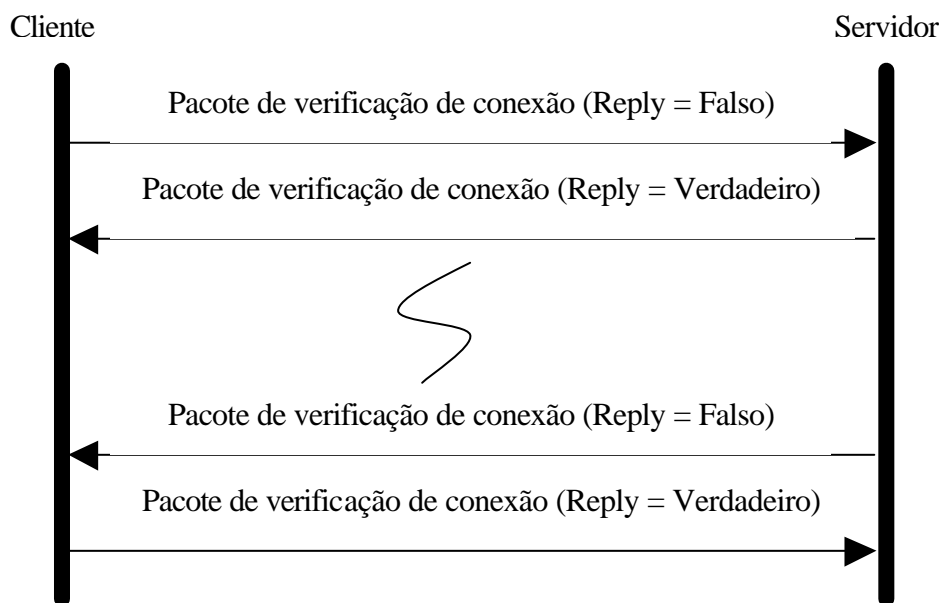 Cliente
Servidor
Pacote de verificação de conexão (Reply = Falso)
Pacote de verificação de conexão (Reply = Verdadeiro)
Pacote de verificação de conexão (Reply = Falso)
Pacote de verificação de conexão (Reply = Verdadeiro)